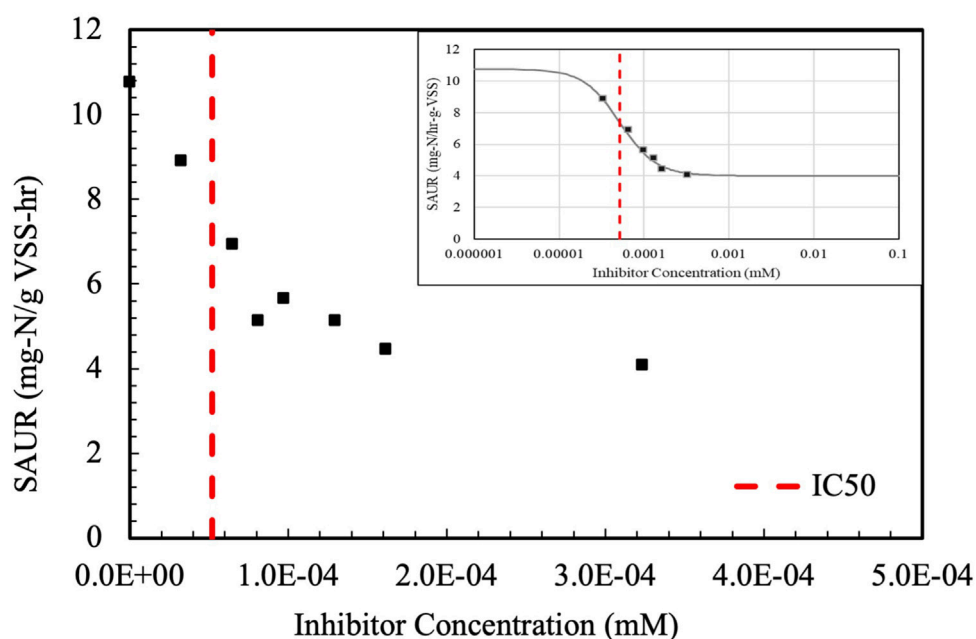 12
10
8
6
4
2
0
SAUR (mg-N/g VSS-hr)
0.0E+00 1.0E-04 2.0E-04 3.0E-04 4.0E-04 5.0E-04
Inhibitor Concentration (mM)
IC50
12
10
8
6
4
2
0
SAUR (mg-N/hr-g-VSS)
0.000001 0.00001 0.0001 0.001 0.01 0.1
Inhibitor Concentration (mM)